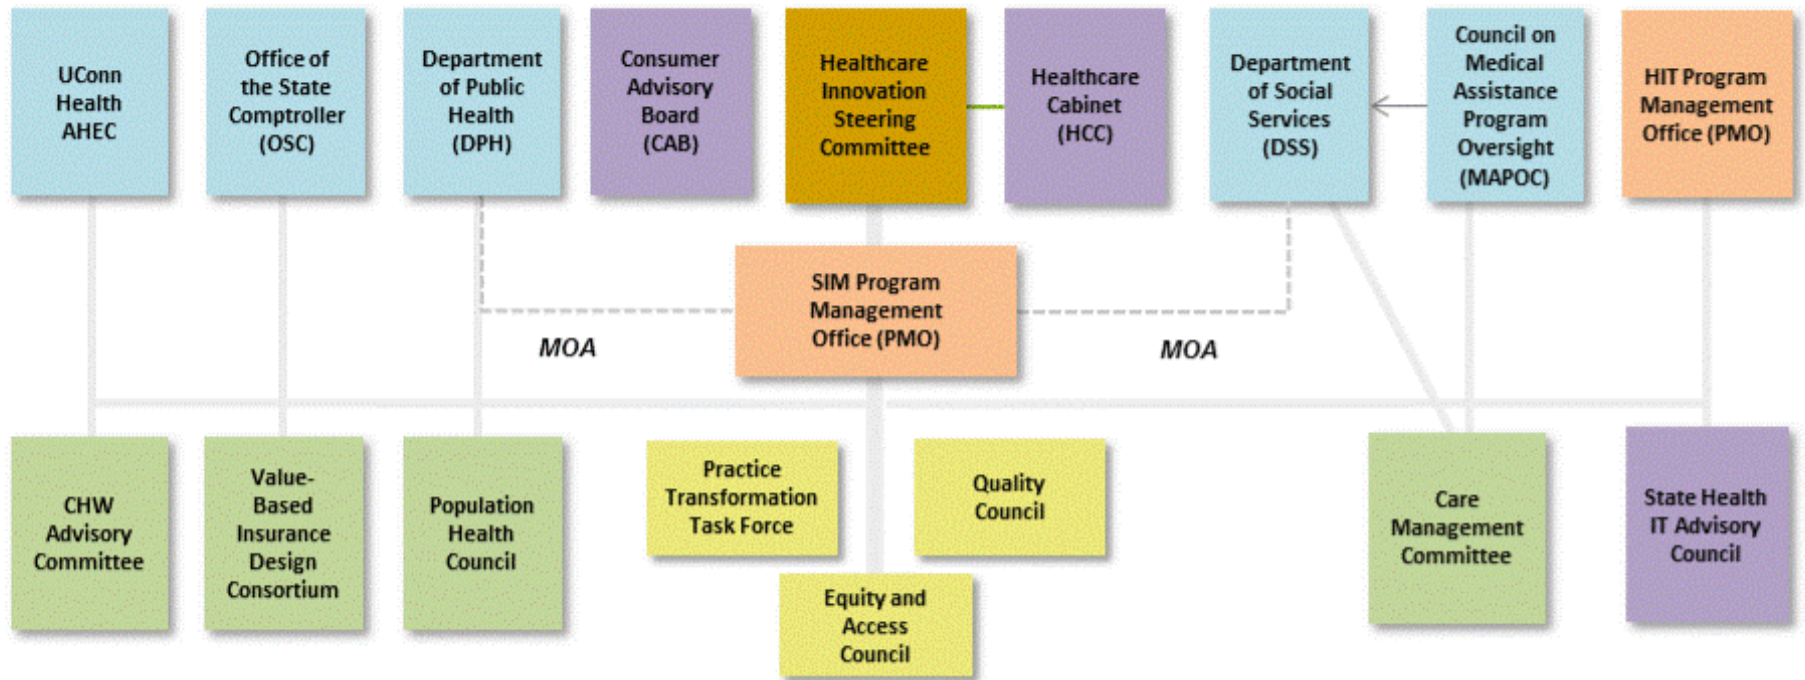 UConn
Health
AHEC
Office of
the State
Comptroller
(OSC)
Department
of Public
Health
(DPH)
Consumer
Advisory
Board
(CAB)
Healthcare
Innovation
Steering
Committee
Healthcare
Cabinet
(HCC)
Department
of Social
Services
(DSS)
Council on
Medical
Assistance
Program
Oversight
(MAPOC)
HIT Program
Management
Office (PMO)
SIM Program
Management
Office (PMO)
MOA
MOA
CHW
Advisory
Committee
Value-
Based
Insurance
Design
Consortium
Population
Health
Council
Practice
Transformation
Task Force
Quality
Council
Equity and
Access
Council
Care
Management
Committee
State Health
IT Advisory
Council